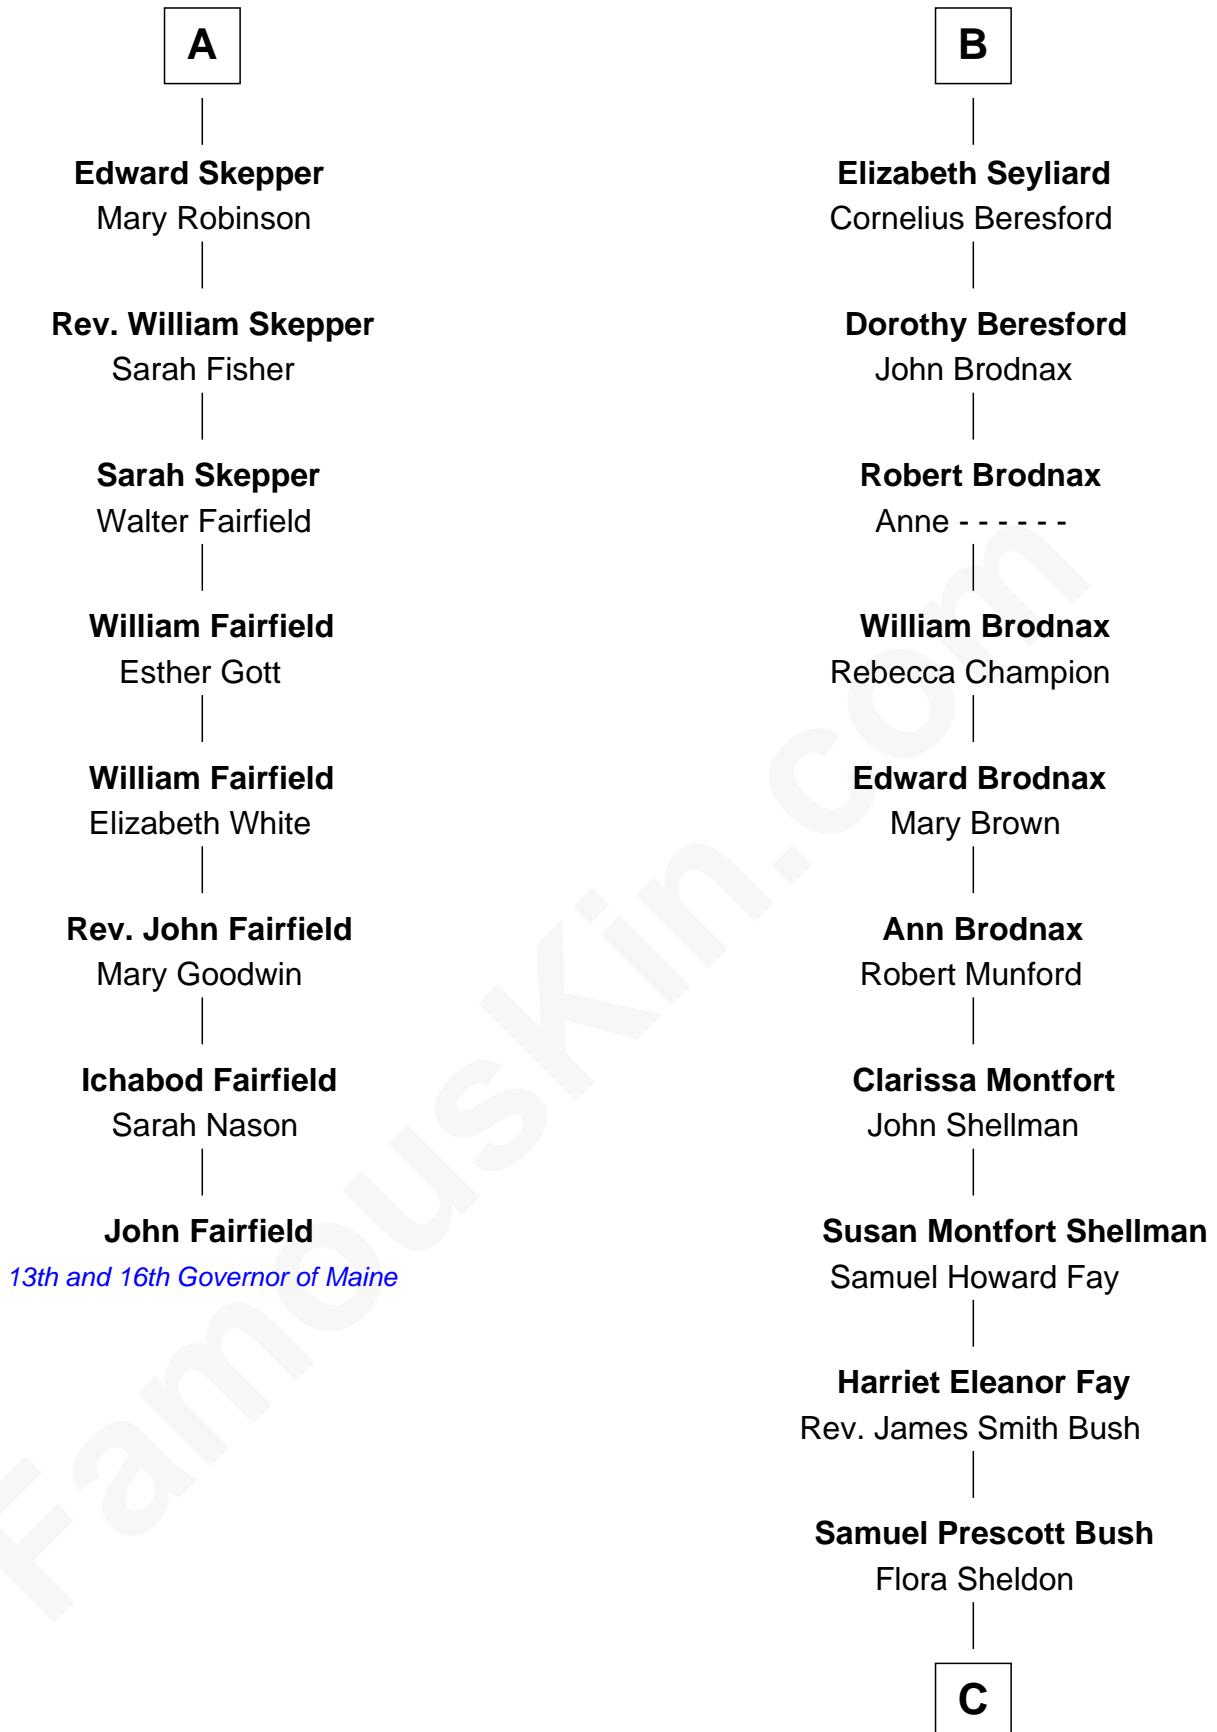 A
Edward Skepper
Mary Robinson
Rev. William Skepper
Sarah Fisher
Sarah Skepper
Walter Fairfield
William Fairfield
Esther Gott
William Fairfield
Elizabeth White
Rev. John Fairfield
Mary Goodwin
Ichabod Fairfield
Sarah Nason
John Fairfield
13th and 16th Governor of Maine
B
Elizabeth Seyliard
Cornelius Beresford
Dorothy Beresford
John Brodnax
Robert Brodnax
Anne - - - - - -
William Brodnax
Rebecca Champion
Edward Brodnax
Mary Brown
Ann Brodnax
Robert Munford
Clarissa Montfort
John Shellman
Susan Montfort Shellman
Samuel Howard Fay
Harriet Eleanor Fay
Rev. James Smith Bush
Samuel Prescott Bush
Flora Sheldon
C
FamousKin.com